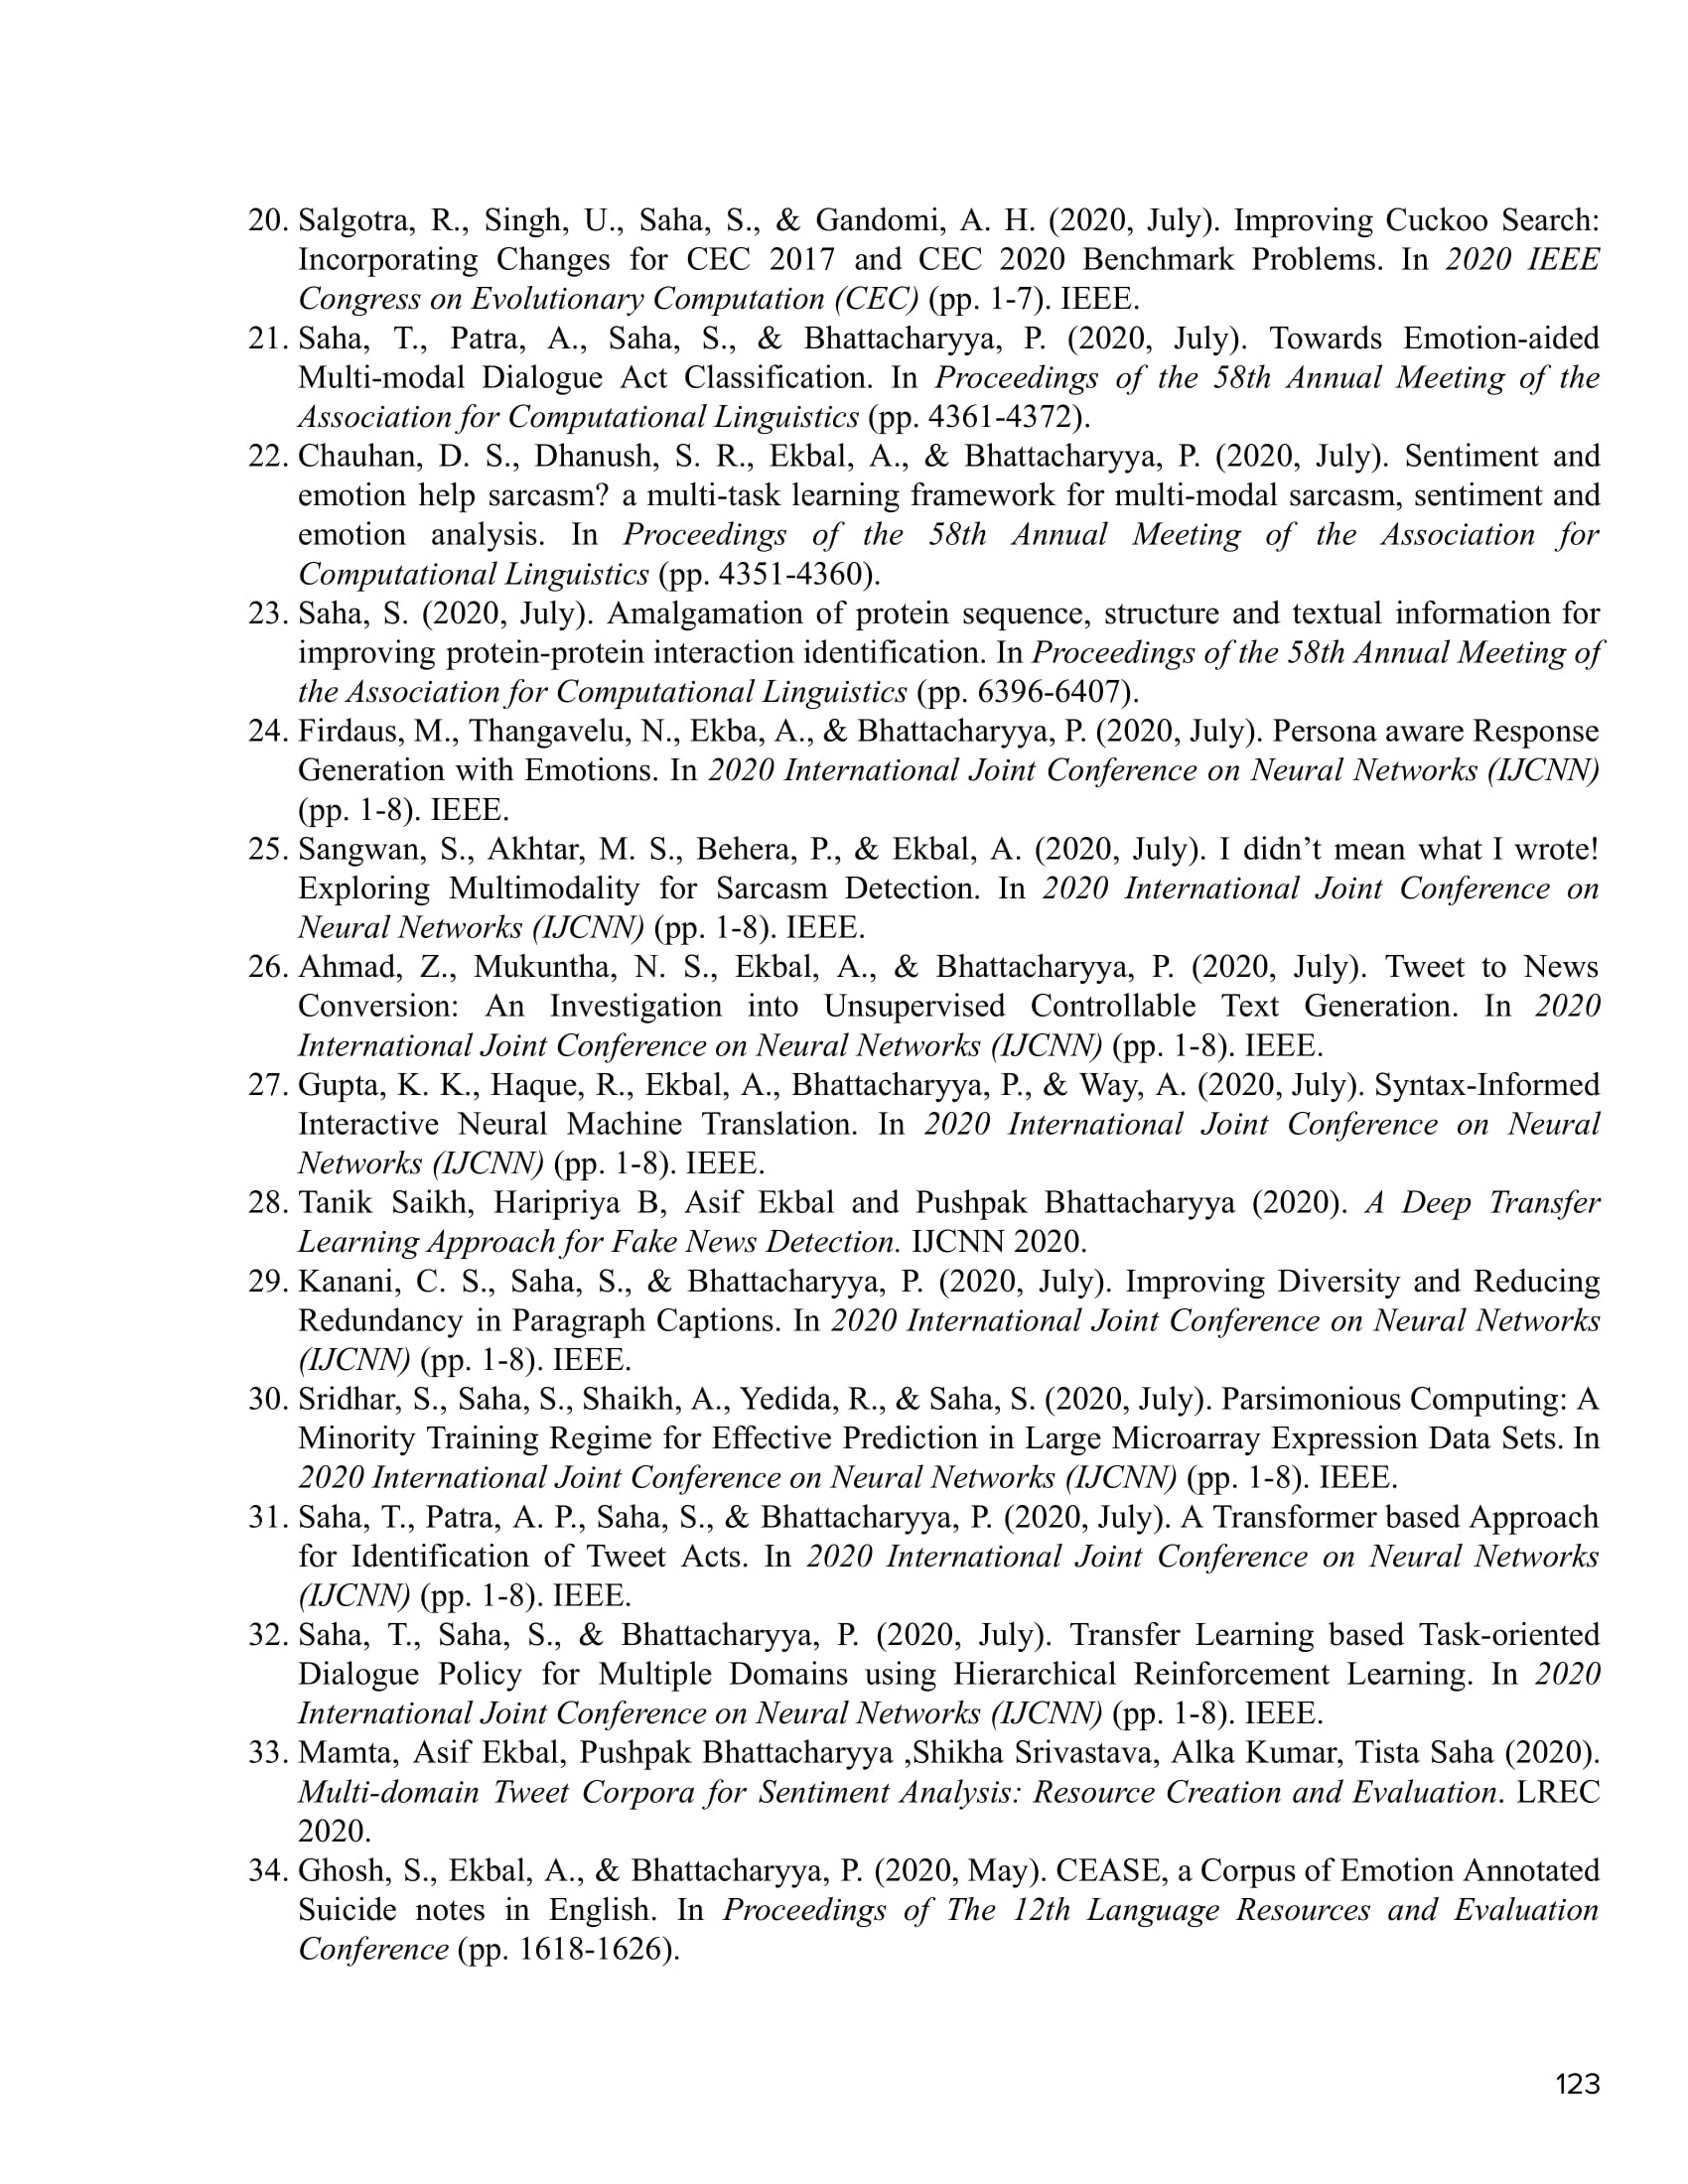 20. Salgotra, R., Singh, U., Saha, S., & Gandomi, A. H. (2020, July). Improving Cuckoo Search:
Incorporating Changes for CEC 2017 and CEC 2020 Benchmark Problems. In 2020 IEEE
Congress on Evolutionary Computation (CEC) (pp. 1-7). IEEE.
21. Saha, T., Patra, A., Saha, S., & Bhattacharyya, P. (2020, July). Towards Emotion-aided
Multi-modal Dialogue Act Classification. In Proceedings of the 58th Annual Meeting of the
Association for Computational Linguistics (pp. 4361-4372).
22. Chauhan, D. S., Dhanush, S. R., Ekbal, A., & Bhattacharyya, P. (2020, July). Sentiment and
emotion help sarcasm? a multi-task learning framework for multi-modal sarcasm, sentiment and
emotion analysis. In Proceedings of the 58th Annual Meeting of the Association for
Computational Linguistics (pp. 4351-4360).
23. Saha, S. (2020, July). Amalgamation of protein sequence, structure and textual information for
improving protein-protein interaction identification. In Proceedings of the 58th Annual Meeting of
the Association for Computational Linguistics (pp. 6396-6407).
24. Firdaus, M., Thangavelu, N., Ekba, A., & Bhattacharyya, P. (2020, July). Persona aware Response
Generation with Emotions. In 2020 International Joint Conference on Neural Networks (IJCNN)
(pp. 1-8). IEEE.
25. Sangwan, S., Akhtar, M. S., Behera, P., & Ekbal, A. (2020, July). I didn’t mean what I wrote!
Exploring Multimodality for Sarcasm Detection. In 2020 International Joint Conference on
Neural Networks (IJCNN) (pp. 1-8). IEEE.
26. Ahmad, Z., Mukuntha, N. S., Ekbal, A., & Bhattacharyya, P. (2020, July). Tweet to News
Conversion: An Investigation into Unsupervised Controllable Text Generation. In 2020
International Joint Conference on Neural Networks (IJCNN) (pp. 1-8). IEEE.
27. Gupta, K. K., Haque, R., Ekbal, A., Bhattacharyya, P., & Way, A. (2020, July). Syntax-Informed
Interactive Neural Machine Translation. In 2020 International Joint Conference on Neural
Networks (IJCNN) (pp. 1-8). IEEE.
28. Tanik Saikh, Haripriya B, Asif Ekbal and Pushpak Bhattacharyya (2020). A Deep Transfer
Learning Approach for Fake News Detection. IJCNN 2020.
29. Kanani, C. S., Saha, S., & Bhattacharyya, P. (2020, July). Improving Diversity and Reducing
Redundancy in Paragraph Captions. In 2020 International Joint Conference on Neural Networks
(IJCNN) (pp. 1-8). IEEE.
30. Sridhar, S., Saha, S., Shaikh, A., Yedida, R., & Saha, S. (2020, July). Parsimonious Computing: A
Minority Training Regime for Effective Prediction in Large Microarray Expression Data Sets. In
2020 International Joint Conference on Neural Networks (IJCNN) (pp. 1-8). IEEE.
31. Saha, T., Patra, A. P., Saha, S., & Bhattacharyya, P. (2020, July). A Transformer based Approach
for Identification of Tweet Acts. In 2020 International Joint Conference on Neural Networks
(IJCNN) (pp. 1-8). IEEE.
32. Saha, T., Saha, S., & Bhattacharyya, P. (2020, July). Transfer Learning based Task-oriented
Dialogue Policy for Multiple Domains using Hierarchical Reinforcement Learning. In 2020
International Joint Conference on Neural Networks (IJCNN) (pp. 1-8). IEEE.
33. Mamta, Asif Ekbal, Pushpak Bhattacharyya ,Shikha Srivastava, Alka Kumar, Tista Saha (2020).
Multi-domain Tweet Corpora for Sentiment Analysis: Resource Creation and Evaluation. LREC
2020.
34. Ghosh, S., Ekbal, A., & Bhattacharyya, P. (2020, May). CEASE, a Corpus of Emotion Annotated
Suicide notes in English. In Proceedings of The 12th Language Resources and Evaluation
Conference (pp. 1618-1626).
123